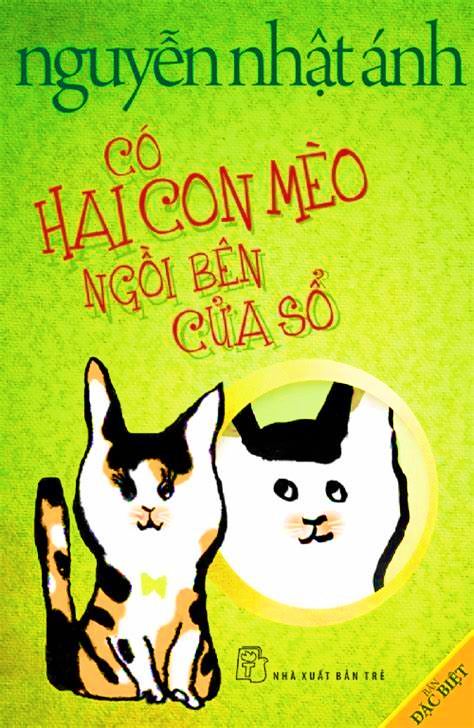 nguyễn nhật ánh
CÓ
HAI CON MÈO
NGỒI BÊN
CỬA SỔ
NHÀ XUẤT BẢN TRẺ
BẢN
ĐẶC BIỆT